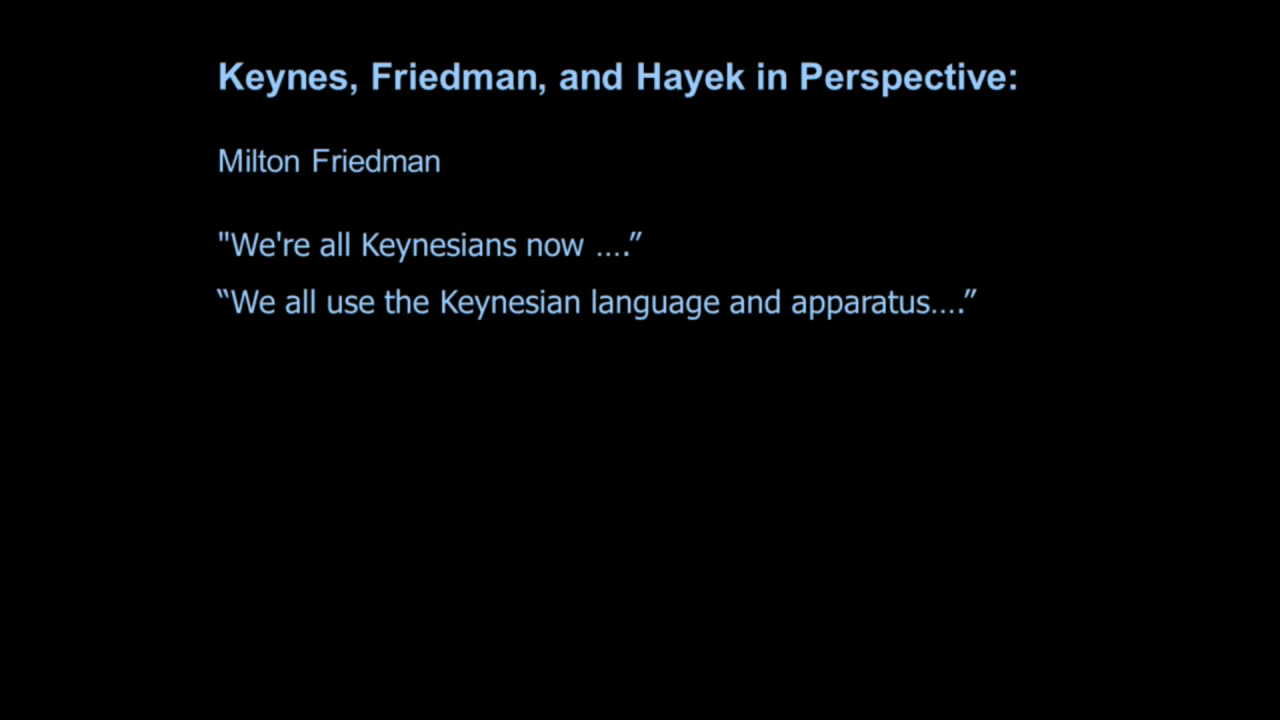 Keynes, Friedman, and Hayek in Perspective:
Milton Friedman
"We're all Keynesians now ….”
“We all use the Keynesian language and apparatus….”